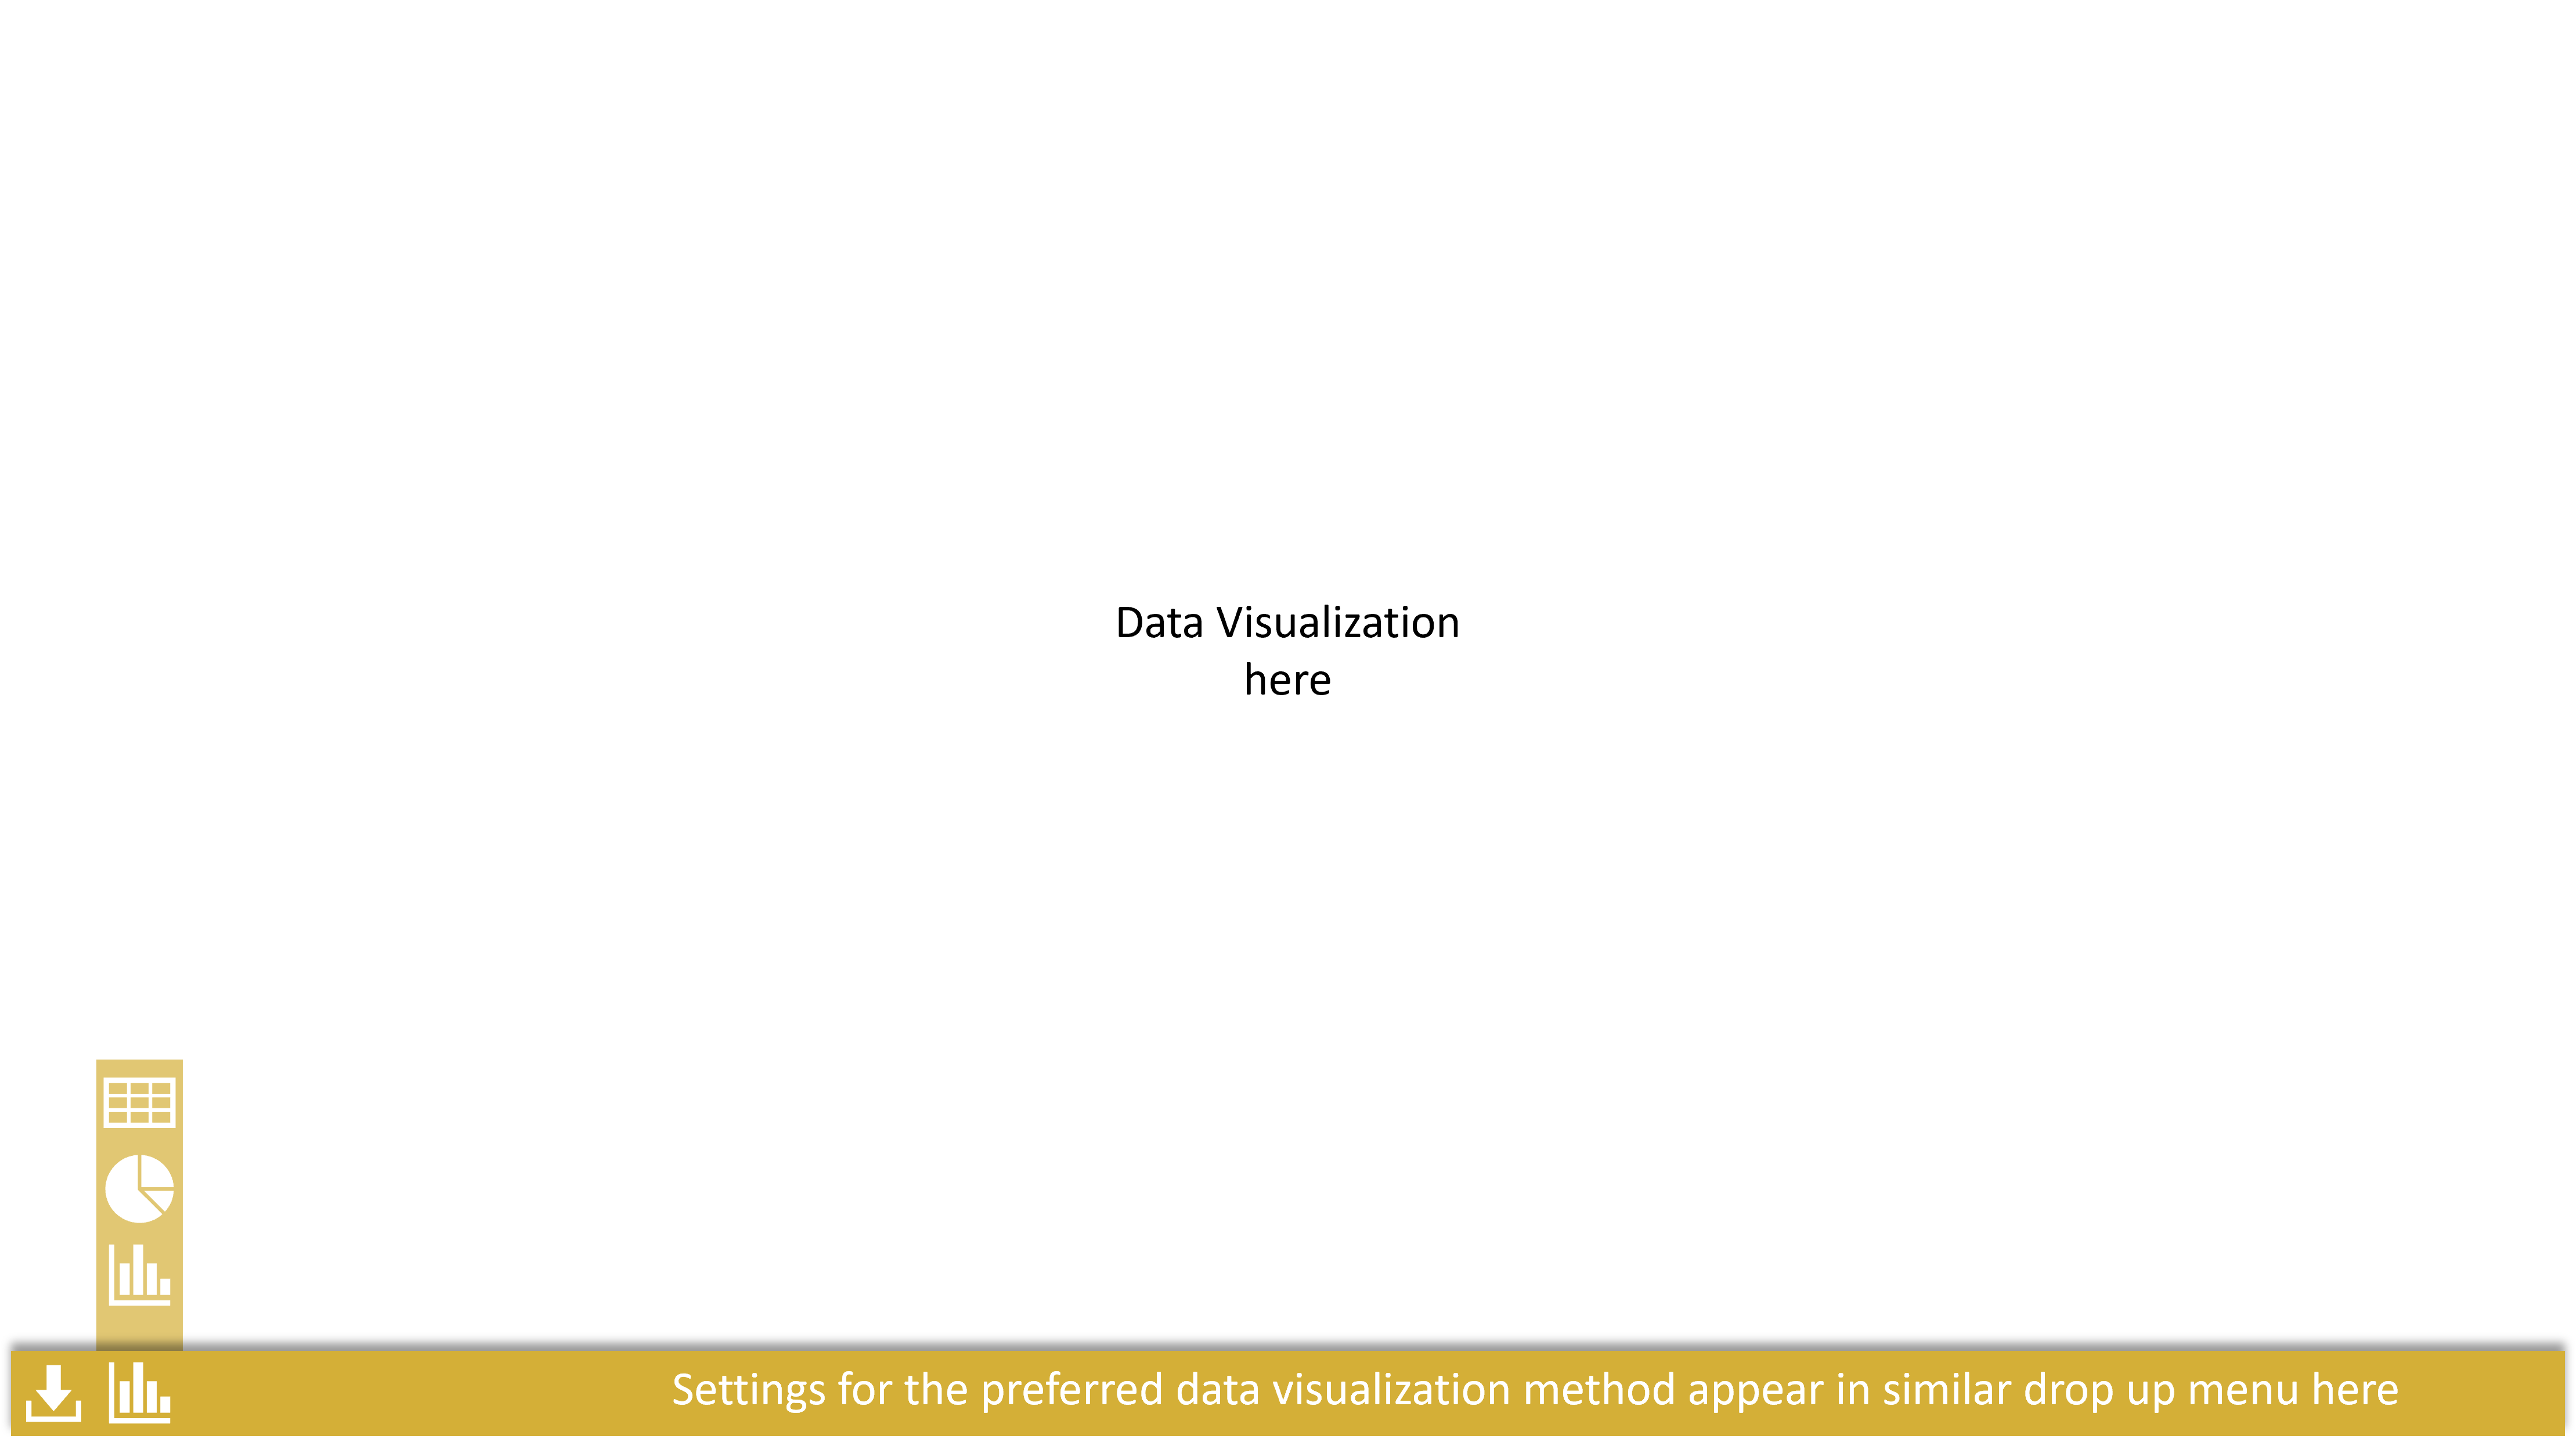 Data Visualization
here
Settings for the preferred data visualization method appear in similar drop up menu here